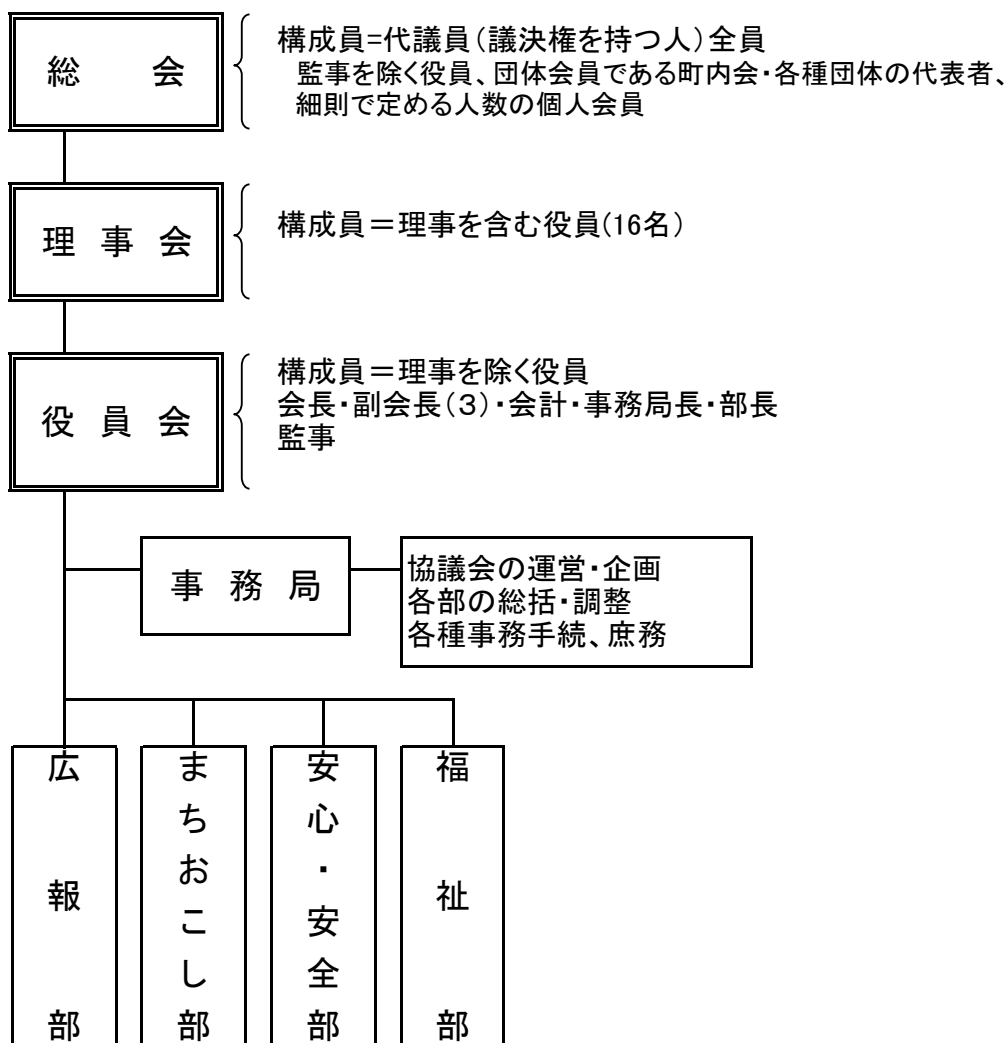 総　会
構成員=代議員（議決権を持つ人）全員
監事を除く役員、団体会員である町内会・各種団体の代表者、
細則で定める人数の個人会員
理 事 会
構成員＝理事を含む役員(16名)
役 員 会
構成員＝理事を除く役員
会長・副会長（３）・会計・事務局長・部長
監事
事 務 局
協議会の運営・企画
各部の総括・調整
各種事務手続、庶務
広報部
まちおこし部
安心・安全部
福祉部